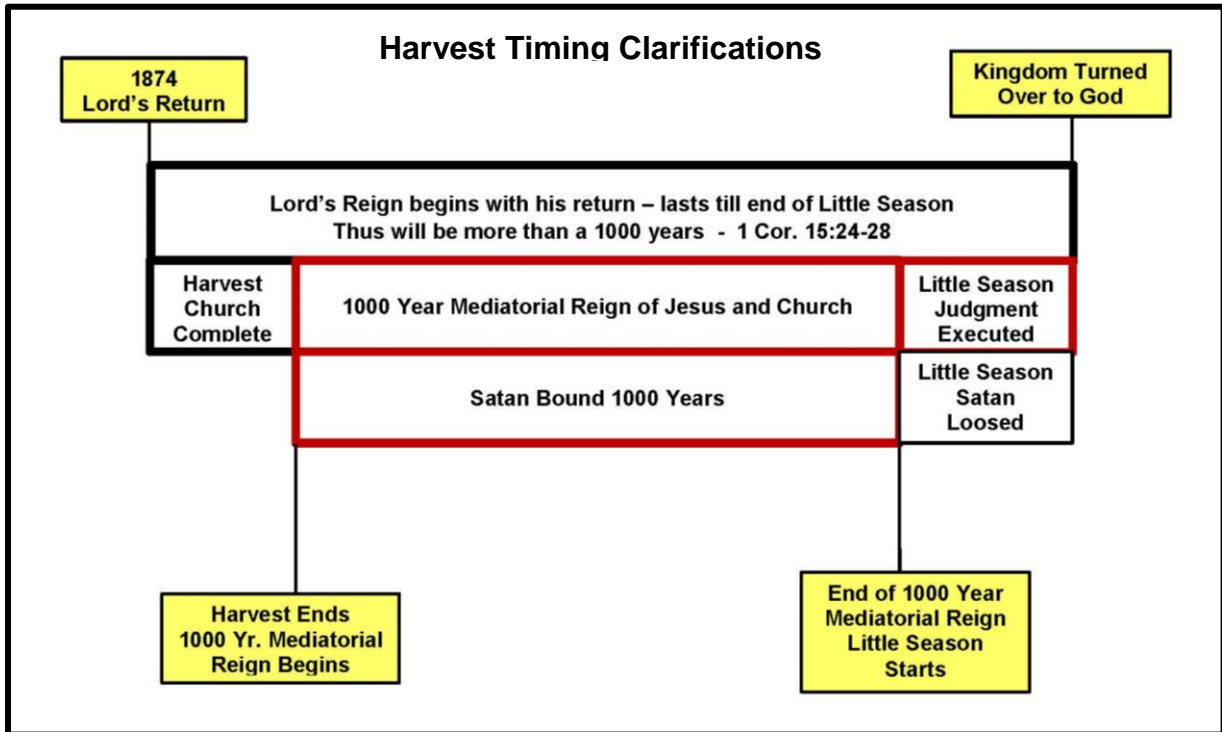 Harvest Timing Clarifications
1874
Lord's Return
Kingdom Turned
Over to God
Lord's Reign begins with his return – lasts till end of Little Season
Thus will be more than a 1000 years - 1 Cor. 15:24-28
Harvest
Church
Complete
1000 Year Mediatorial Reign of Jesus and Church
Little Season
Judgment
Executed
Satan Bound 1000 Years
Little Season
Satan
Loosed
Harvest Ends
1000 Yr. Mediatorial
Reign Begins
End of 1000 Year
Mediatorial Reign
Little Season
Starts